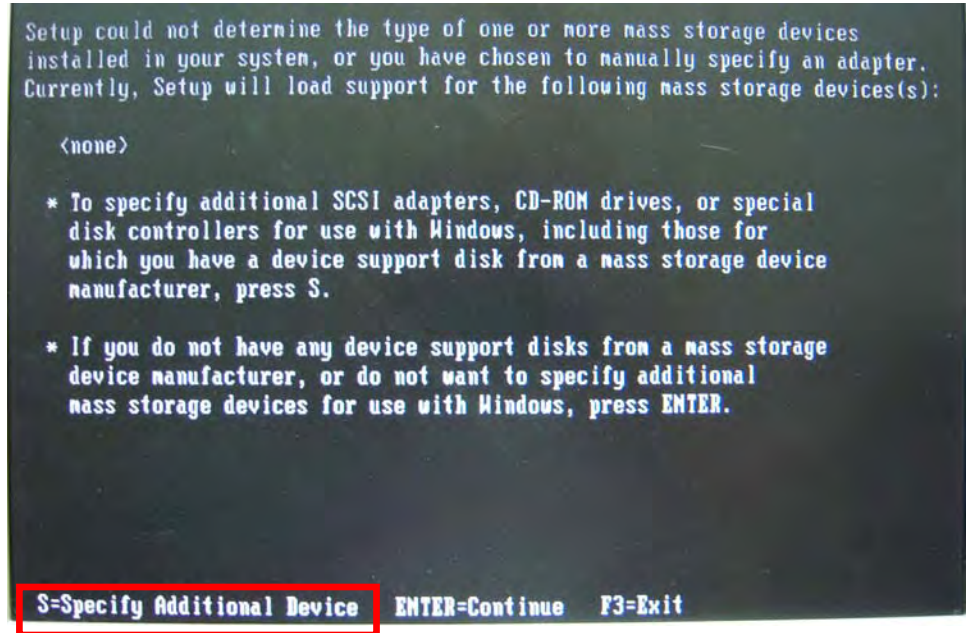 Setup could not determine the type of one or more mass storage devices
installed in your system, or you have chosen to manually specify an adapter.
Currently, Setup will load support for the following mass storage devices(s):
<none>
* To specify additional SCSI adapters, CD-ROM drives, or special
disk controllers for use with Windows, including those for
which you have a device support disk from a mass storage device
manufacturer, press S.
* If you do not have any device support disks from a mass storage
device manufacturer, or do not want to specify additional
mass storage devices for use with Windows, press ENTER.
S=Specify Additional Device ENTER=Continue F3=Exit